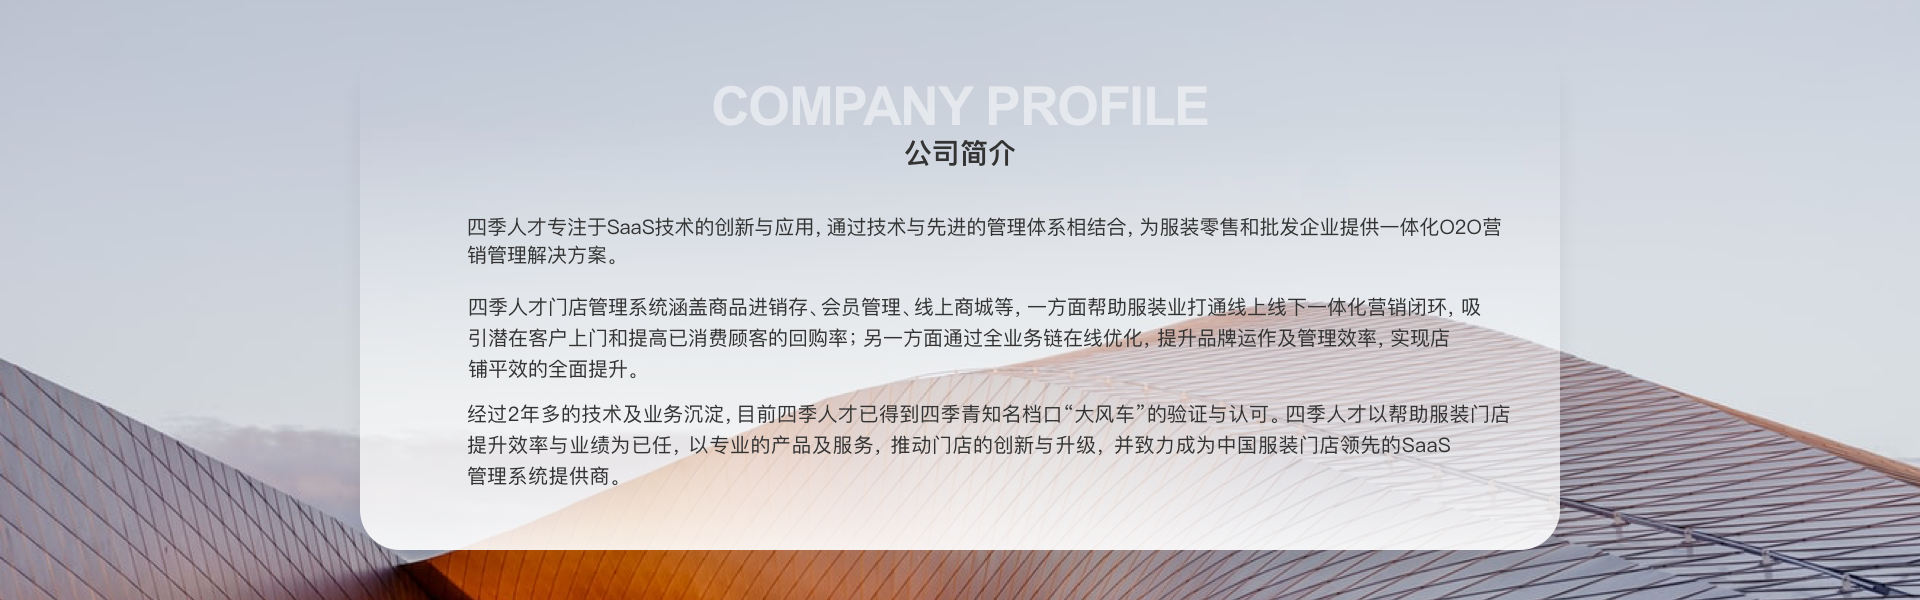 COMPANY PROFILE
公司简介
四季人才专注于SaaS技术的创新与应用，通过技术与先进的管理体系相结合，为服装零售和批发企业提供一体化O2O营
销管理解决方案。
四季人才门店管理系统涵盖商品进销存、会员管理、线上商城等，一方面帮助服装业打通线上线下一体化营销闭环，吸
引潜在客户上门和提高已消费顾客的回购率；另一方面通过全业务链在线优化，提升品牌运作及管理效率，实现店
铺平效的全面提升。
经过2年多的技术及业务沉淀，目前四季人才已得到四季青知名档口“大风车”的验证与认可。四季人才以帮助服装门店
提升效率与业绩为已任，以专业的产品及服务，推动门店的创新与升级，并致力成为中国服装门店领先的SaaS
管理系统提供商。